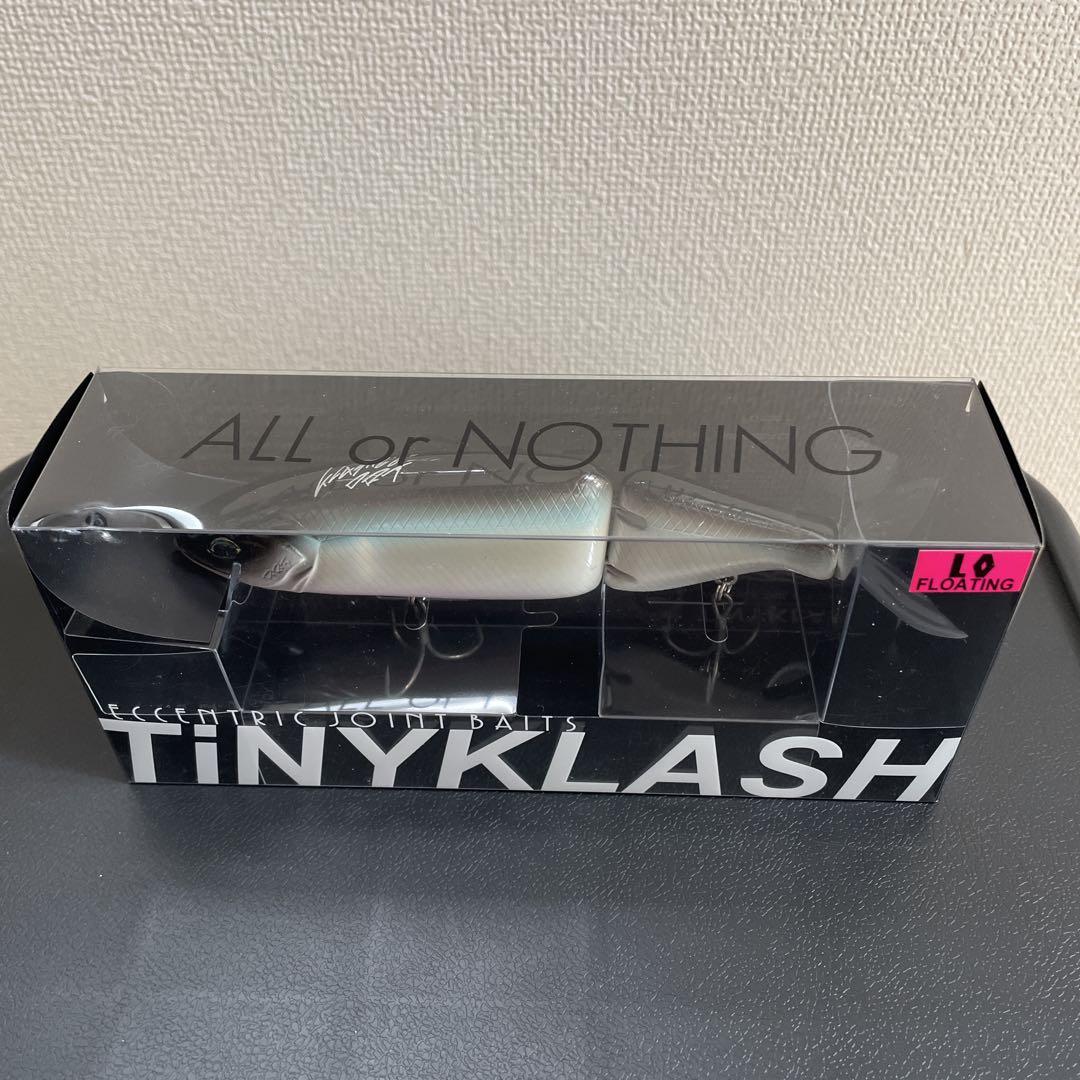 ALL or NOTHING
LO
FLOATING
ECCENTRIC JOINT BAITS
TiNYKLASH